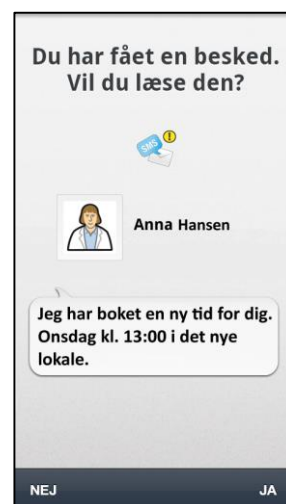 Du har fået en besked.
Vil du læse den?
SMS
Anna Hansen
Jeg har boket en ny tid for dig.
Onsdag kl. 13:00 i det nye
lokale.
NEJ
JA